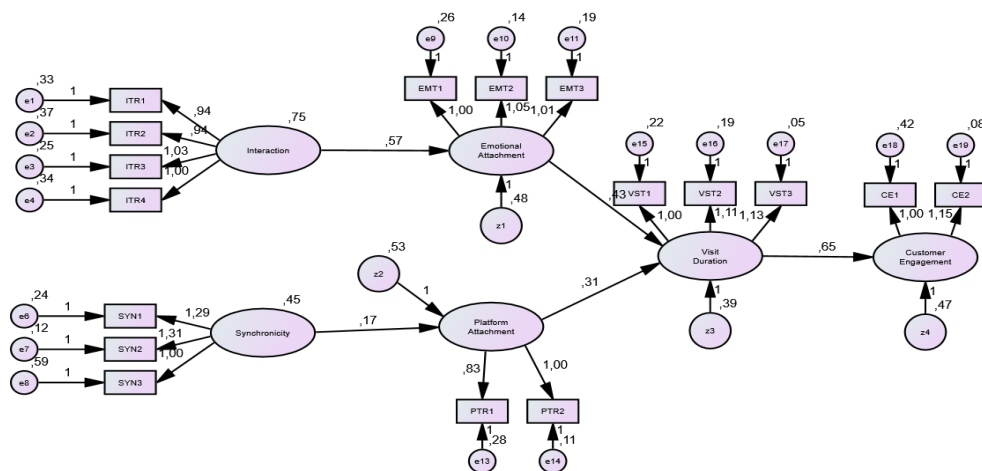 ,26
,14
,19
e9
e10
e11
1
1
1
EMT1
EMT2
EMT3
1,00
1,05
1,01
,33
e1
1
ITR1
,37
e2
1
ITR2
,25
e3
1
ITR3
,34
e4
1
ITR4
,94
,94
1,03
1,00
,75
Interaction
,57
Emotional
Attachment
1
,48
z1
,43
,22
,19
,05
e15
e16
e17
1
1
1
VST1
VST2
VST3
1,00
1,11
1,13
,42
,08
e18
e19
1
1
CE1
CE2
1,00
1,15
Visit
Duration
,65
Customer
Engagement
1
,39
z3
1
,47
z4
,53
z2
1
,31
,24
e6
1
SYN1
,12
e7
1
SYN2
,59
e8
1
SYN3
1,29
1,31
1,00
,45
Synchronicity
,17
Platform
Attachment
,83
1,00
PTR1
PTR2
1
1
,28
,11
e13
e14